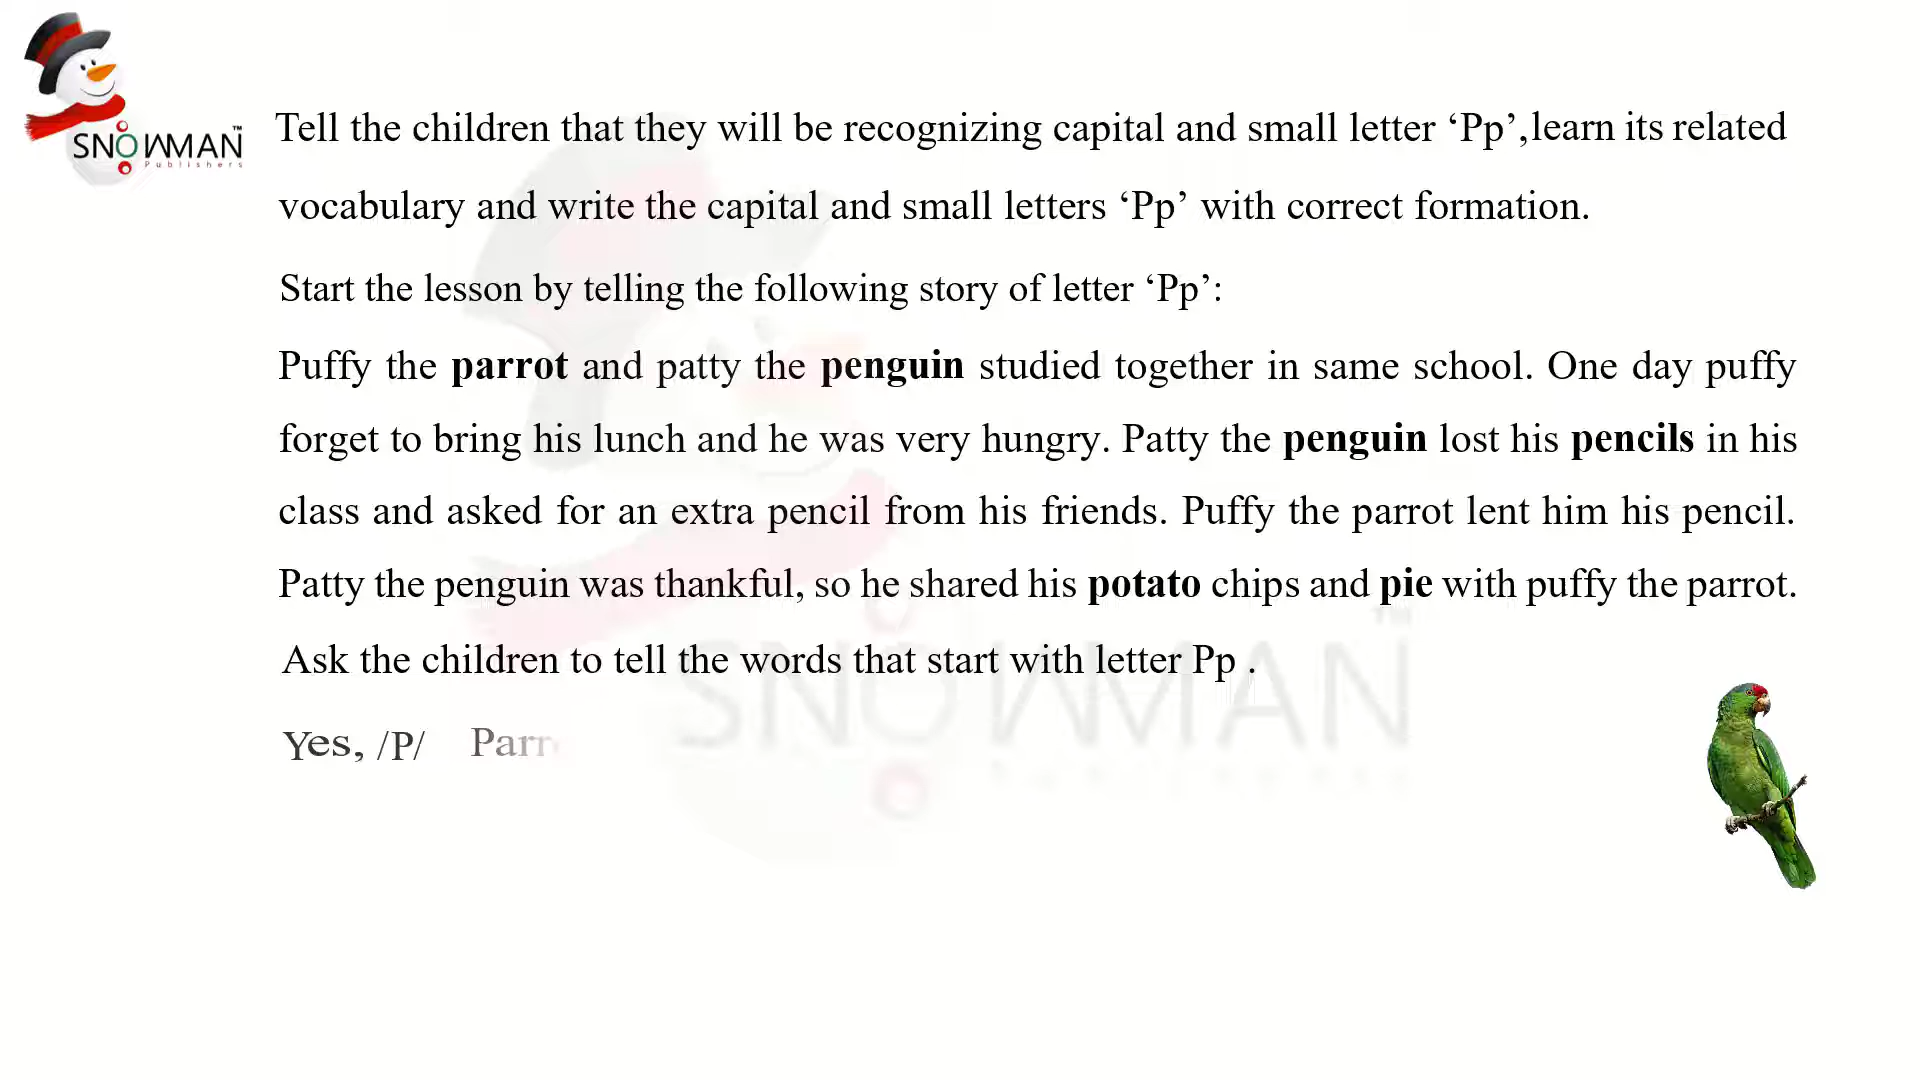 SNOWMAN™
Publishers
Tell the children that they will be recognizing capital and small letter ‘Pp’,learn its related
vocabulary and write the capital and small letters ‘Pp’ with correct formation.
Start the lesson by telling the following story of letter ‘Pp’:
Puffy the parrot and patty the penguin studied together in same school. One day puffy
forget to bring his lunch and he was very hungry. Patty the penguin lost his pencils in his
class and asked for an extra pencil from his friends. Puffy the parrot lent him his pencil.
Patty the penguin was thankful, so he shared his potato chips and pie with puffy the parrot.
Ask the children to tell the words that start with letter Pp .
Yes, /P/
SNOWMAN™